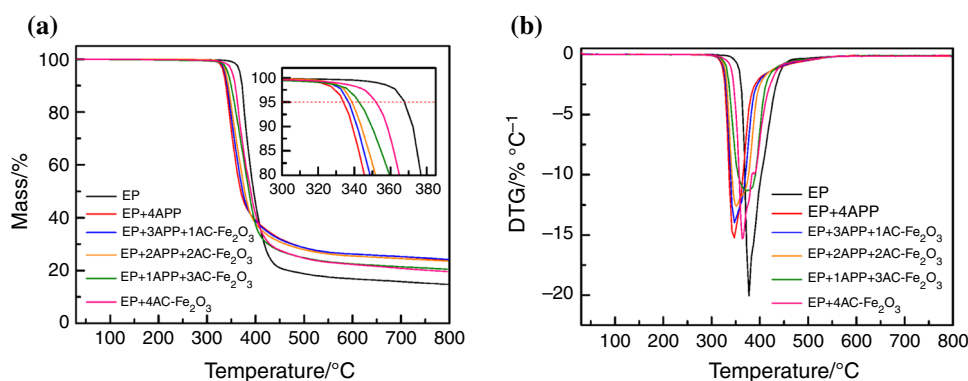 (a)
100
80
60
40
20
0
Mass/%
100
95
90
85
80
300 320 340 360 380
EP
EP+4APP
EP+3APP+1AC-Fe₂O₃
EP+2APP+2AC-Fe₂O₃
EP+1APP+3AC-Fe₂O₃
EP+4AC-Fe₂O₃
100 200 300 400 500 600 700 800
Temperature/°C
(b)
0
−5
−10
−15
−20
DTG/% °C⁻¹
EP
EP+4APP
EP+3APP+1AC-Fe₂O₃
EP+2APP+2AC-Fe₂O₃
EP+1APP+3AC-Fe₂O₃
EP+4AC-Fe₂O₃
100 200 300 400 500 600 700 800
Temperature/°C